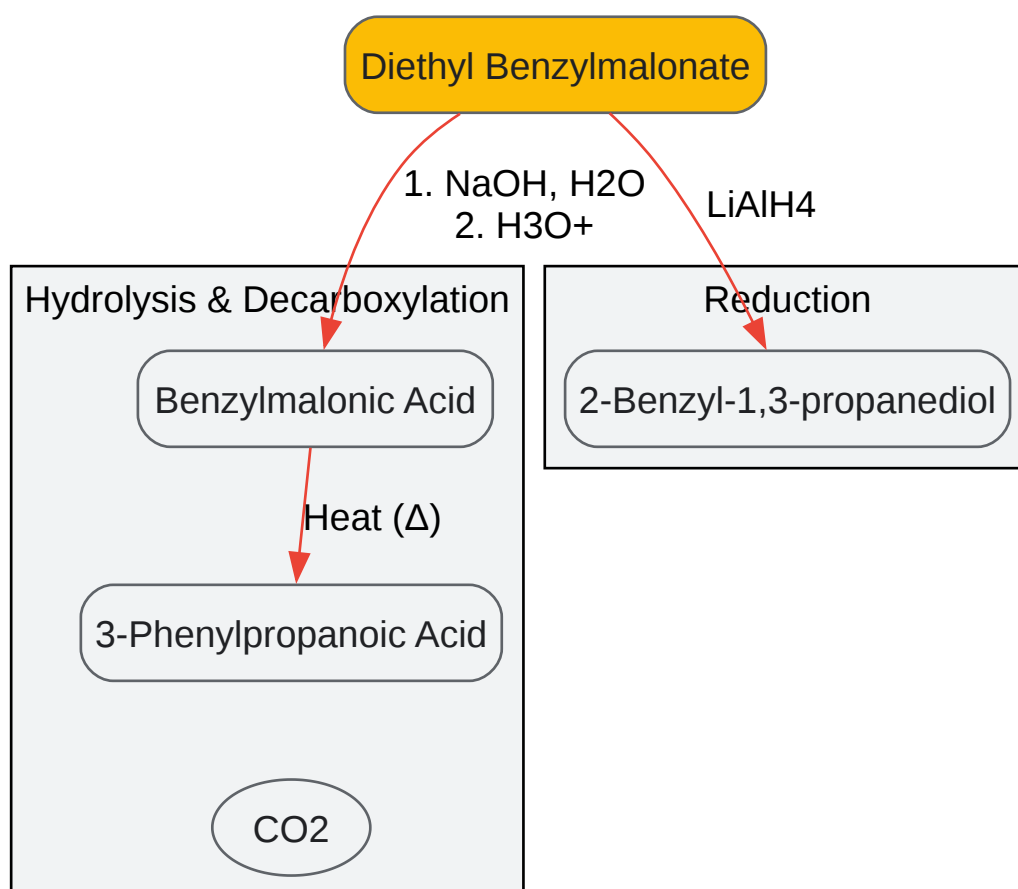 Diethyl Benzylmalonate
1. NaOH, H2O
2. H3O+
LiAlH4
Hydrolysis & Decarboxylation
Reduction
Benzylmalonic Acid
2-Benzyl-1,3-propanediol
Heat (Δ)
3-Phenylpropanoic Acid
CO2